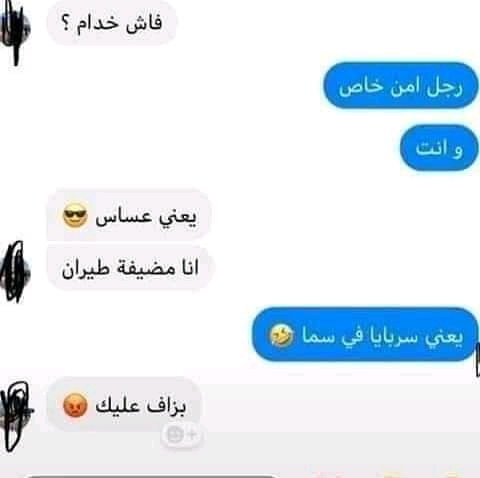 فاش خدام ؟
رجل امن خاص
و انت
يعني عساس 😎
انا مضيفة طيران
يعني سربايا في سما 🤣
بزاف عليك 😡